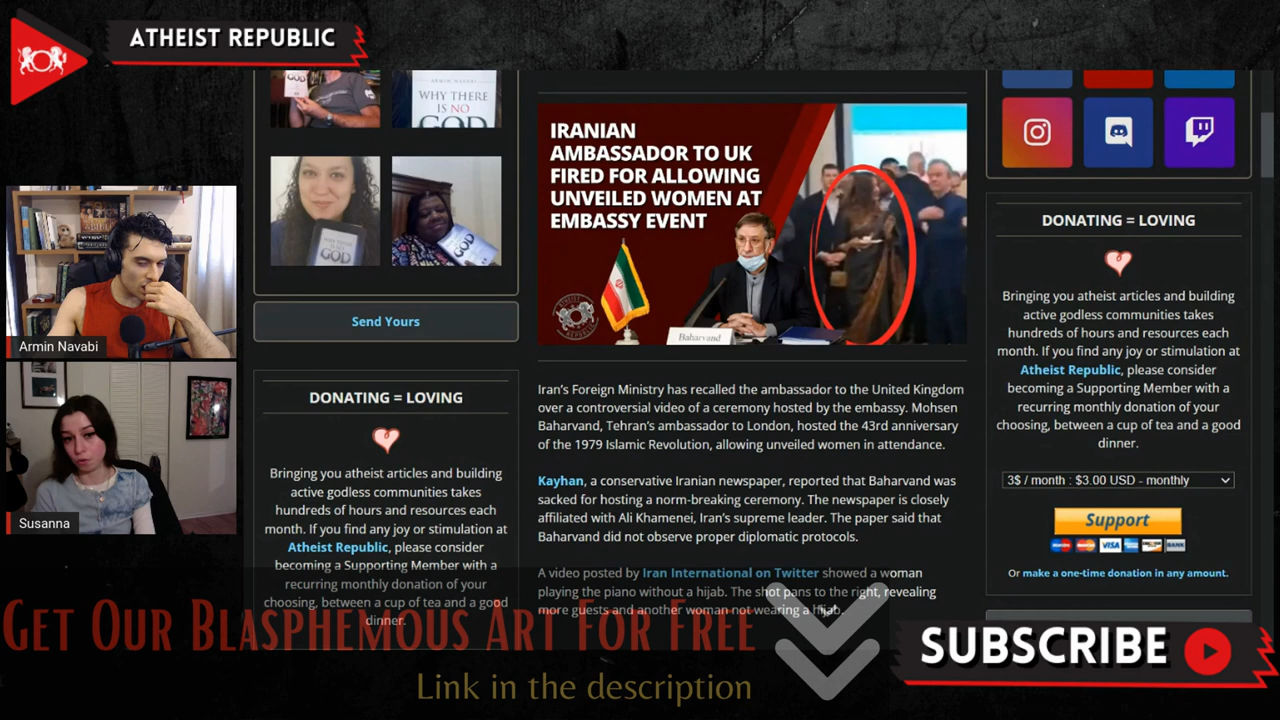 ATHEIST REPUBLIC
ARMIN NAVABI
WHY THERE
IS NO
GOD
GOD
Send Yours
DONATING = LOVING
Bringing you atheist articles and building
active godless communities takes
hundreds of hours and resources each
month. If you find any joy or stimulation at
Atheist Republic, please consider
becoming a Supporting Member with a
recurring monthly donation of your
choosing, between a cup of tea and a good
dinner.
IRANIAN
AMBASSADOR TO UK
FIRED FOR ALLOWING
UNVEILED WOMEN AT
EMBASSY EVENT
Baharvand
Iran's Foreign Ministry has recalled the ambassador to the United Kingdom
over a controversial video of a ceremony hosted by the embassy. Mohsen
Baharvand, Tehran's ambassador to London, hosted the 43rd anniversary
of the 1979 Islamic Revolution, allowing unveiled women in attendance.
Kayhan, a conservative Iranian newspaper, reported that Baharvand was
sacked for hosting a norm-breaking ceremony. The newspaper is closely
affiliated with Ali Khamenei, Iran's supreme leader. The paper said that
Baharvand did not observe proper diplomatic protocols.
A video posted by Iran International on Twitter showed a woman
playing the piano without a hijab. The shot pans to the right, revealing
more guests and another woman not wearing a hijab.
DONATING = LOVING
Bringing you atheist articles and building
active godless communities takes
hundreds of hours and resources each
month. If you find any joy or stimulation at
Atheist Republic, please consider
becoming a Supporting Member with a
recurring monthly donation of your
choosing, between a cup of tea and a good
dinner.
3$ / month : $3.00 USD - monthly
Support
VISA
DISCOVER
BANK
Or make a one-time donation in any amount.
Armin Navabi
Susanna
GET OUR BLASPHEMOUS ART FOR FREE
Link in the description
SUBSCRIBE